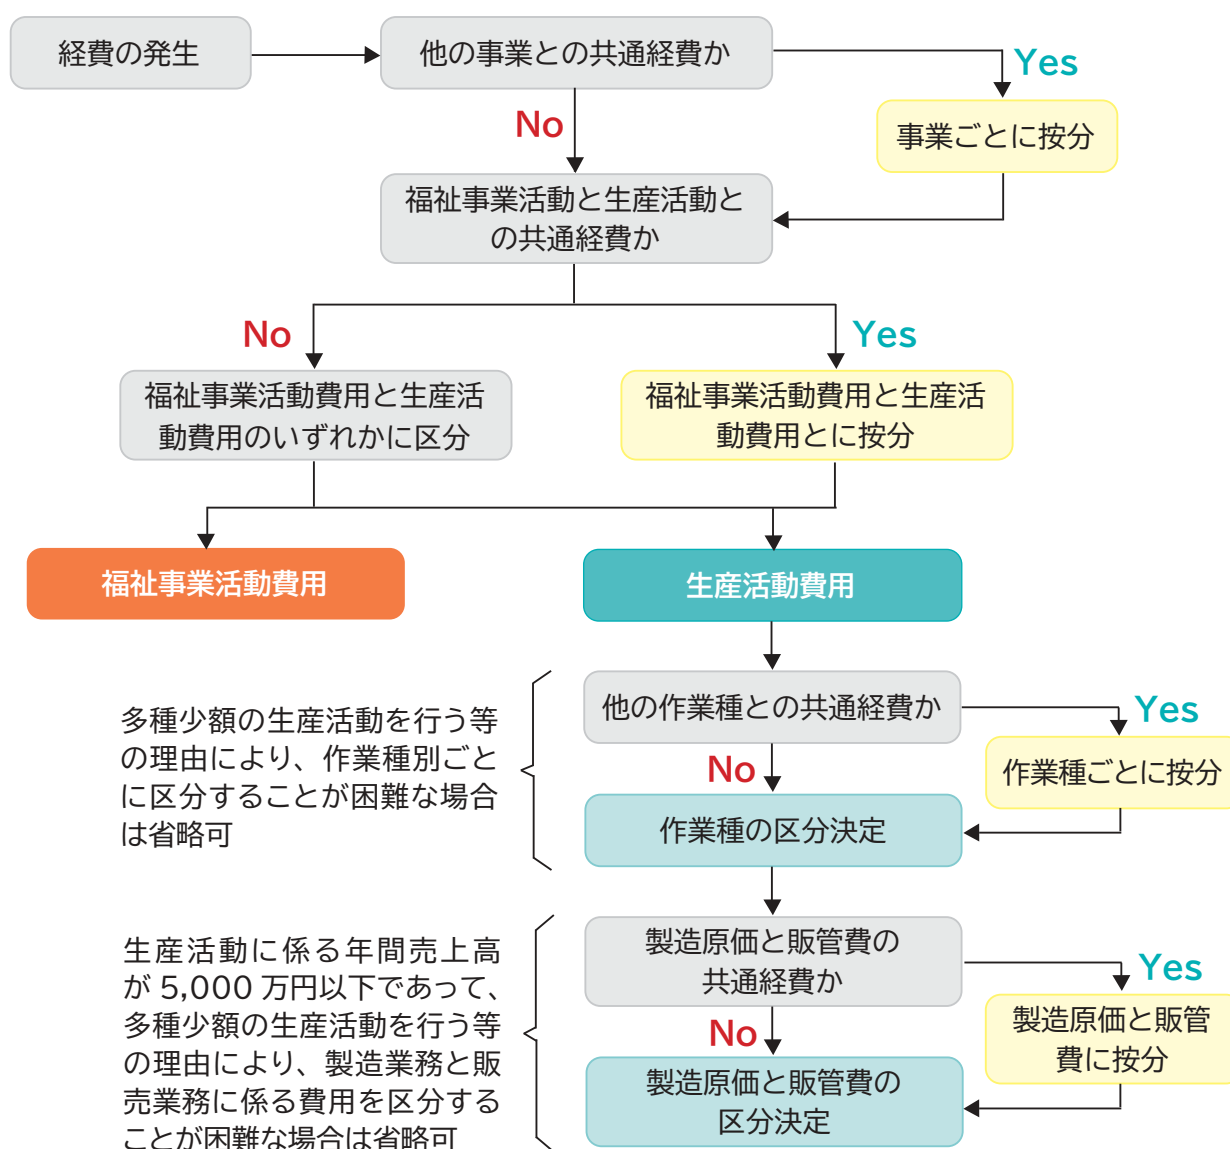 経費の発生
他の事業との共通経費か
Yes
No
事業ごとに按分
福祉事業活動と生産活動と
の共通経費か
No
Yes
福祉事業活動費用と生産活
動費用のいずれかに区分
福祉事業活動費用と生産活
動費用とに按分
福祉事業活動費用
生産活動費用
多種少額の生産活動を行う等
の理由により、作業種別ごと
に区分することが困難な場合
は省略可
他の作業種との共通経費か
Yes
No
作業種ごとに按分
作業種の区分決定
生産活動に係る年間売上高
が 5,000 万円以下であって、
多種少額の生産活動を行う等
の理由により、製造業務と販
売業務に係る費用を区分する
ことが困難な場合は省略可
製造原価と販管費の
共通経費か
Yes
No
製造原価と販管
費に按分
製造原価と販管費の
区分決定